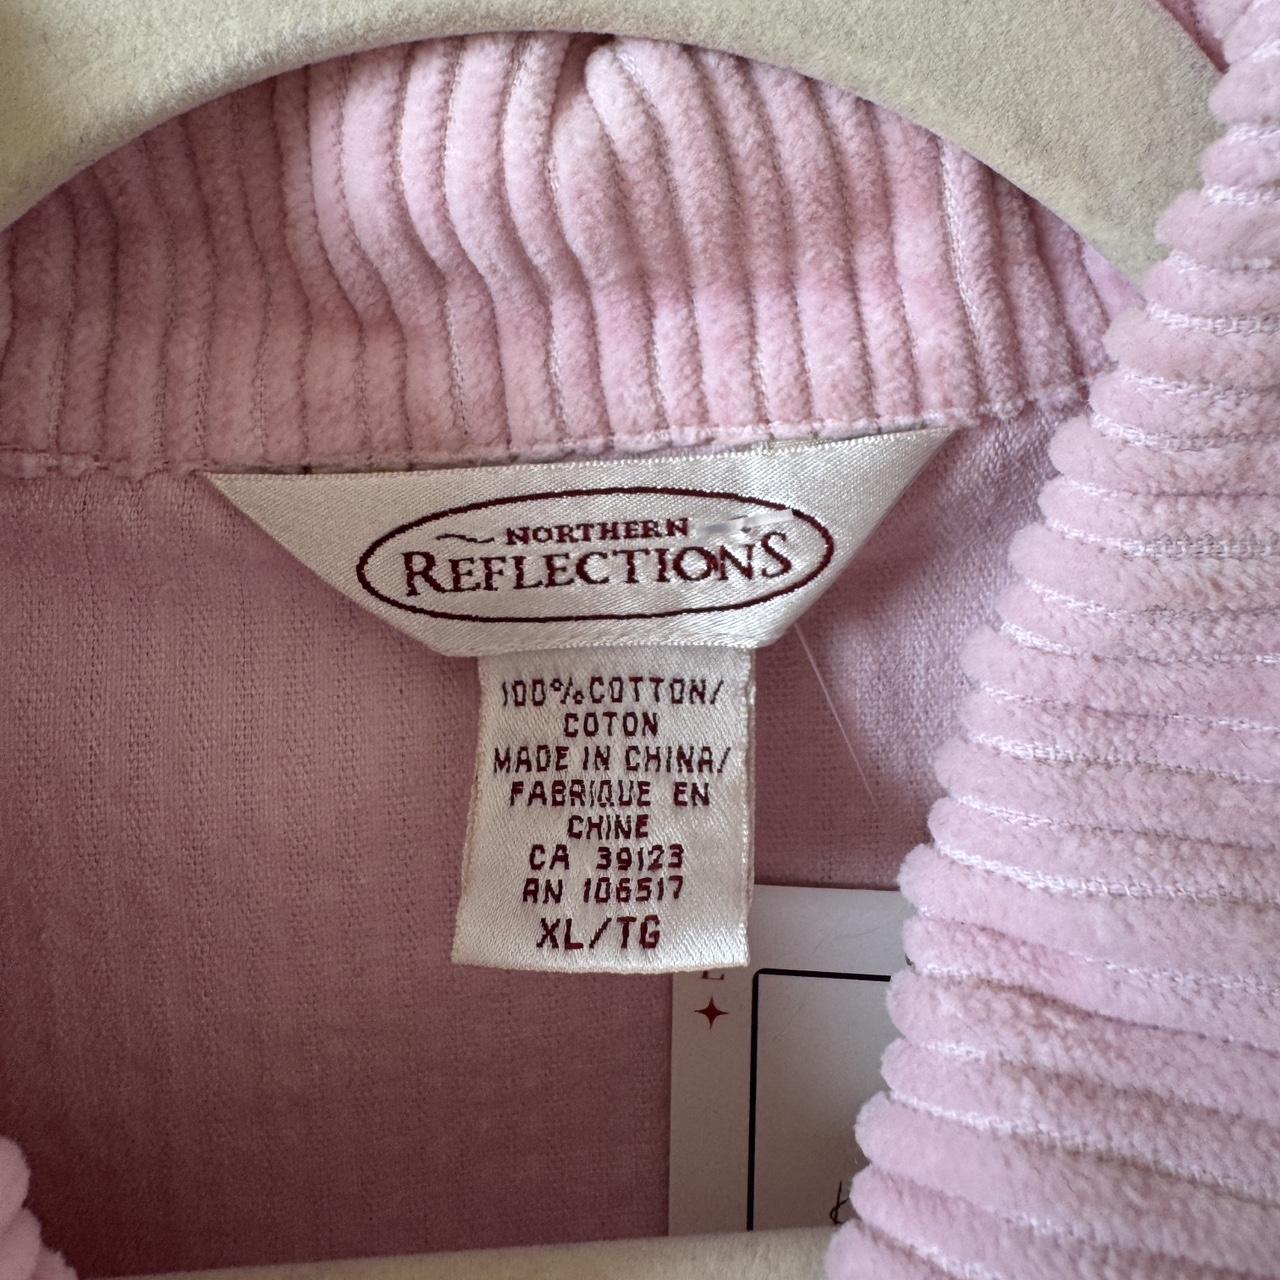 NORTHERN
REFLECTIONS
100%COTTON/
COTON
MADE IN CHINA/
FABRIQUE EN
CHINE
CA 39123
RN 106517
XL/TG